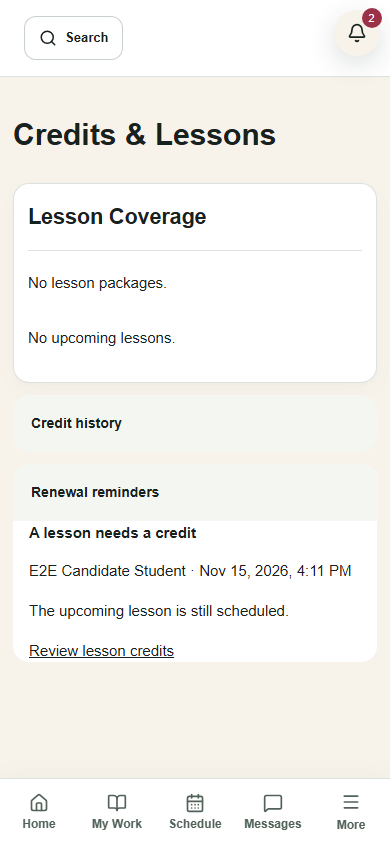 Search
2
Credits & Lessons
Lesson Coverage
No lesson packages.
No upcoming lessons.
Credit history
Renewal reminders
A lesson needs a credit
E2E Candidate Student · Nov 15, 2026, 4:11 PM
The upcoming lesson is still scheduled.
Review lesson credits
Home
My Work
Schedule
Messages
More